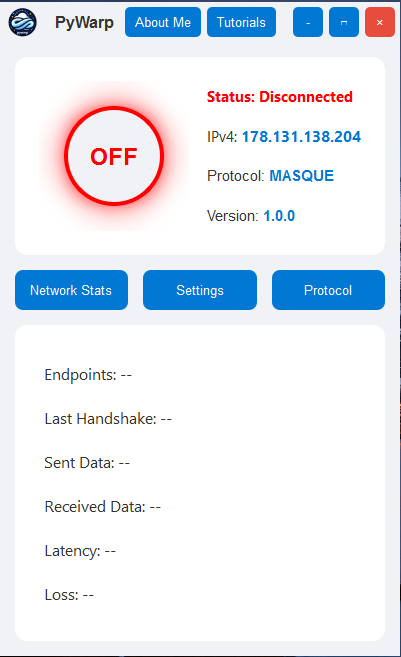 PyWarp About Me Tutorials - ×
OFF
Status: Disconnected
IPv4: 178.131.138.204
Protocol: MASQUE
Version: 1.0.0
Network Stats Settings Protocol
Endpoints: --
Last Handshake: --
Sent Data: --
Received Data: --
Latency: --
Loss: --